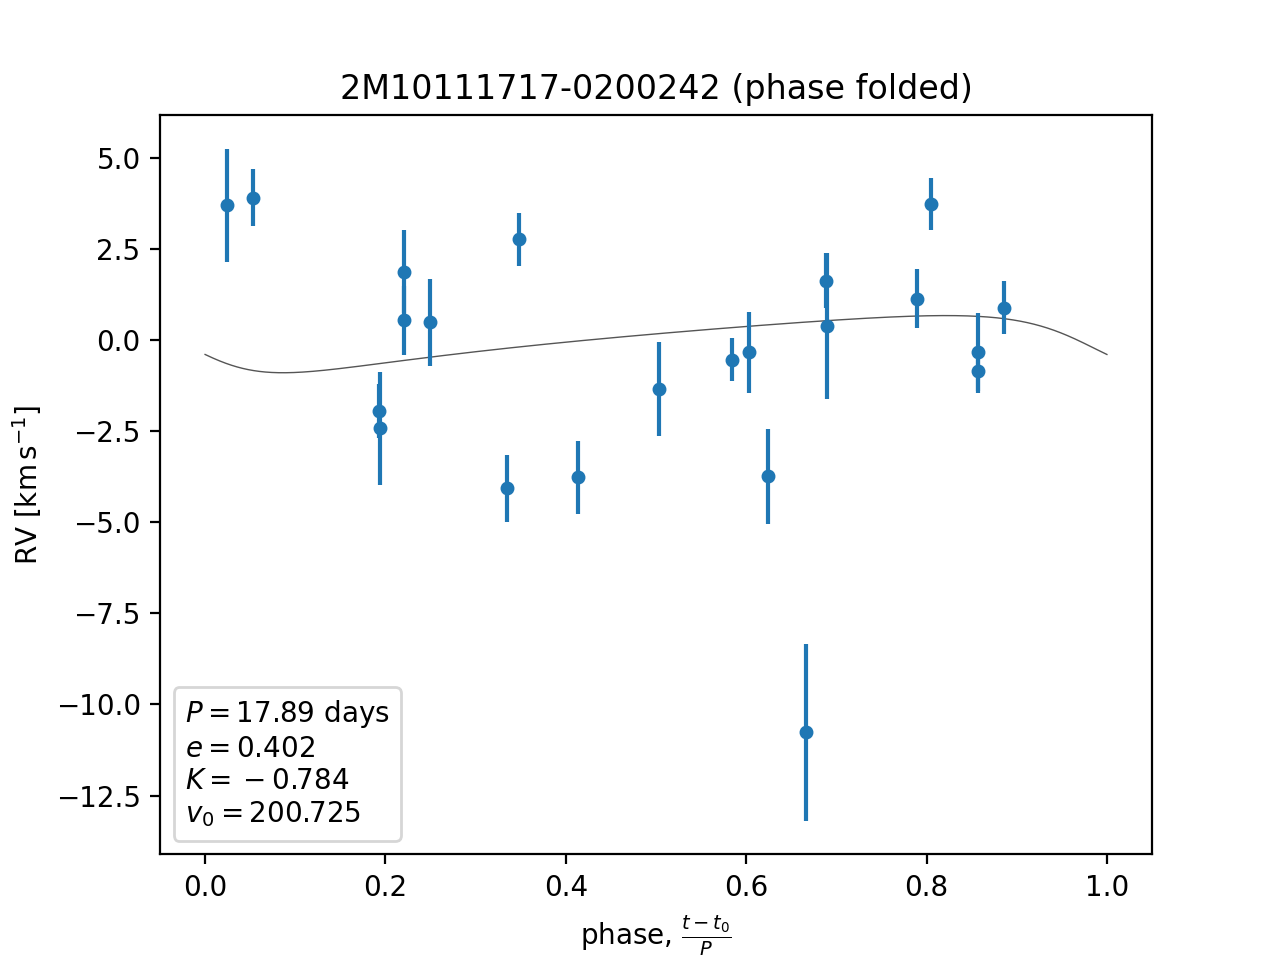 2M10111717-0200242 (phase folded)
RV [km s⁻¹]
5.0
2.5
0.0
−2.5
−5.0
−7.5
−10.0
−12.5
P = 17.89 days
e = 0.402
K = −0.784
v₀ = 200.725
0.0 0.2 0.4 0.6 0.8 1.0
phase, (t − t₀)/P